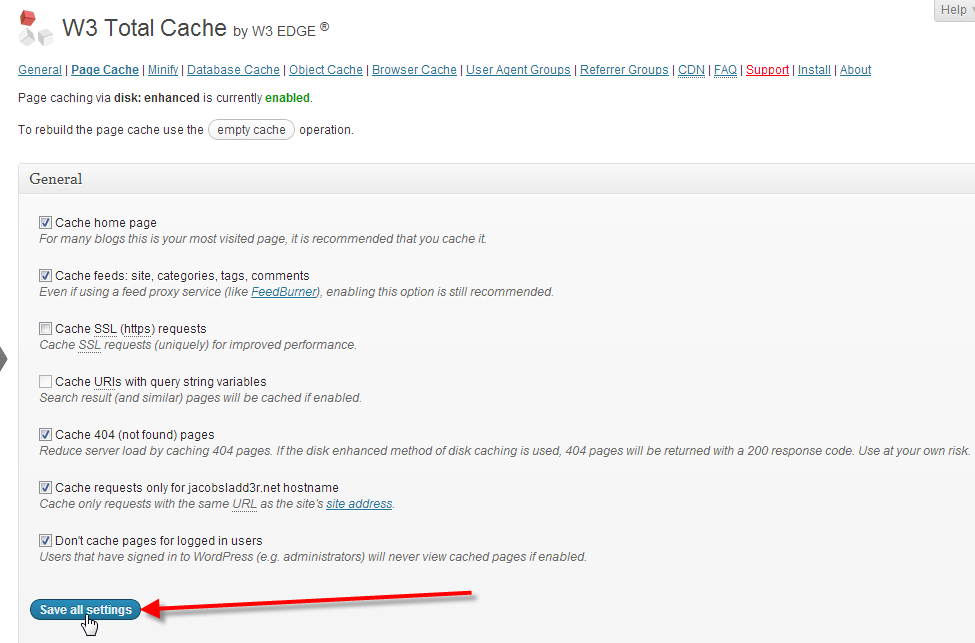 Help
W3 Total Cache by W3 EDGE ®
General | Page Cache | Minify | Database Cache | Object Cache | Browser Cache | User Agent Groups | Referrer Groups | CDN | FAQ | Support | Install | About
Page caching via disk: enhanced is currently enabled.
To rebuild the page cache use the empty cache operation.
General
Cache home page
For many blogs this is your most visited page, it is recommended that you cache it.
Cache feeds: site, categories, tags, comments
Even if using a feed proxy service (like FeedBurner), enabling this option is still recommended.
Cache SSL (https) requests
Cache SSL requests (uniquely) for improved performance.
Cache URIs with query string variables
Search result (and similar) pages will be cached if enabled.
Cache 404 (not found) pages
Reduce server load by caching 404 pages. If the disk enhanced method of disk caching is used, 404 pages will be returned with a 200 response code. Use at your own risk.
Cache requests only for jacobsladd3r.net hostname
Cache only requests with the same URL as the site's site address.
Don't cache pages for logged in users
Users that have signed in to WordPress (e.g. administrators) will never view cached pages if enabled.
Save all settings